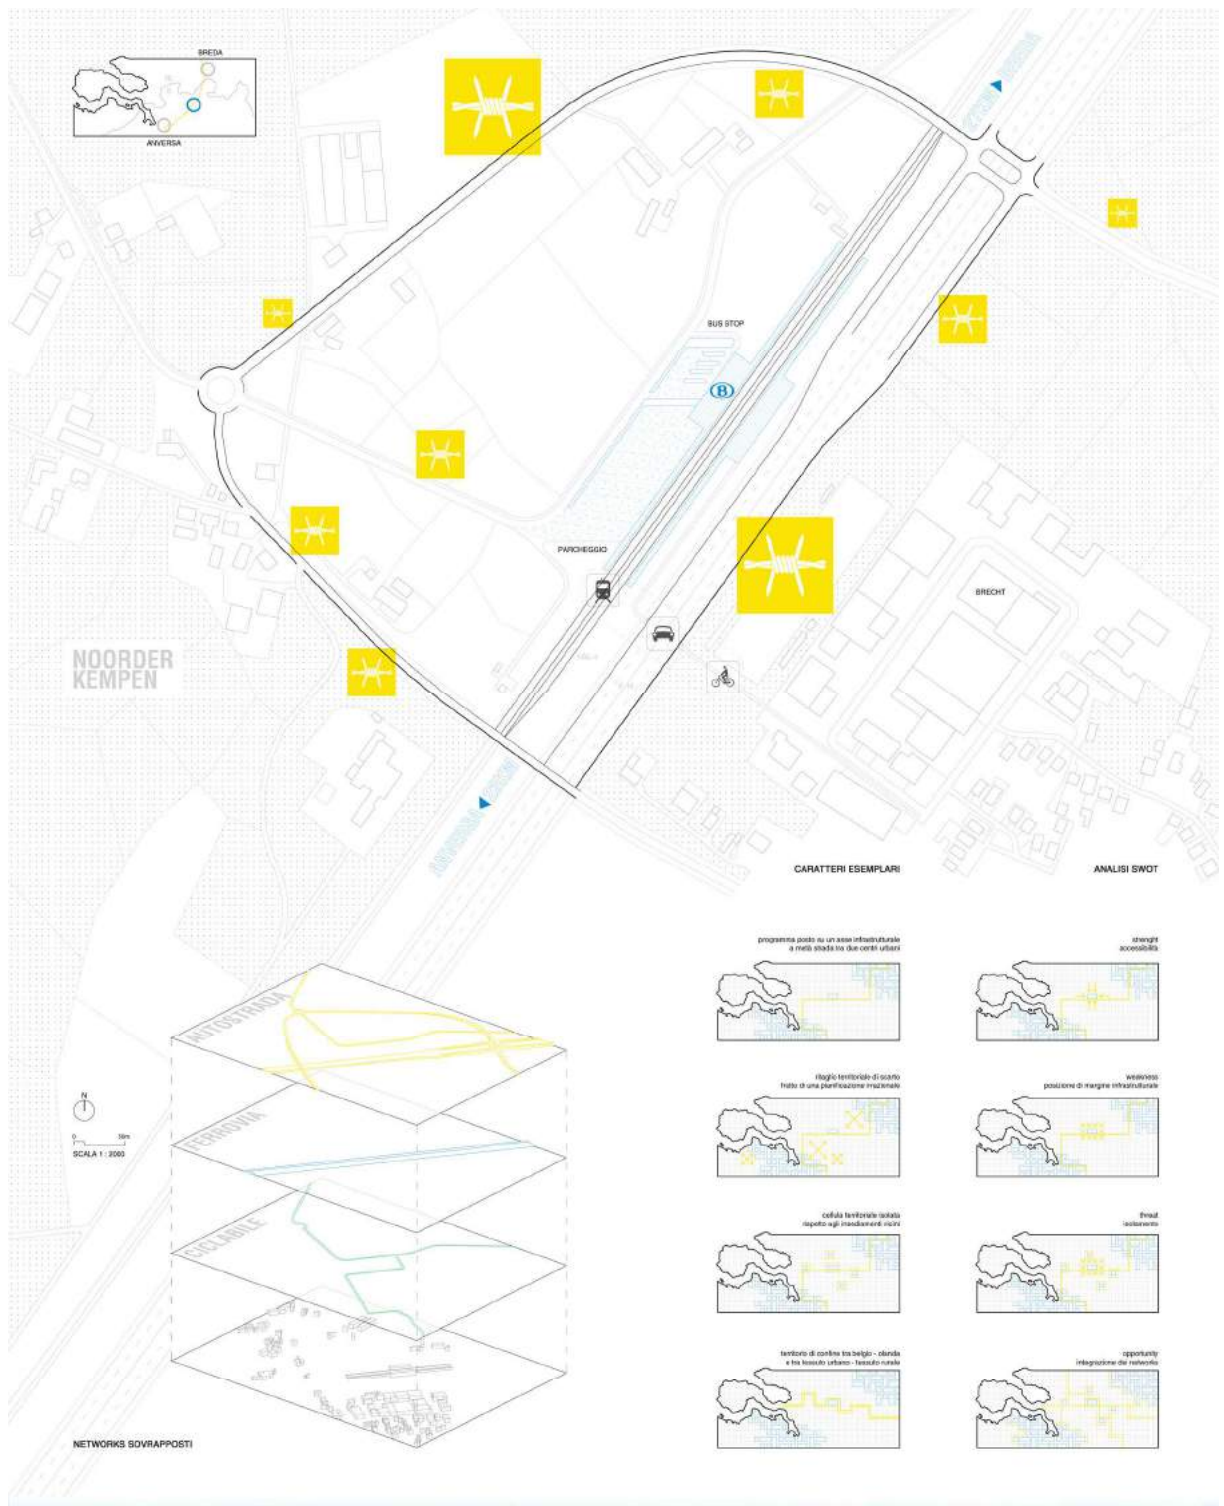 BREDA
ANVERSA
BUS STOP
B
PARCHEGGIO
BRECHT
NOORDER
KEMPEN
CARATTERI ESEMPLARI
ANALISI SWOT
programma posto su un asse infrastrutturale
a metà strada tra due centri urbani
strenght
accessibilità
AUTOSTRADA
ritaglio territoriale di scarto
frutto di una pianificazione irrazionale
weakness
posizione di margine infrastrutturale
N
0 50m
SCALA 1 : 2000
FERROVIA
cellula territoriale isolata
rispetto agli insediamenti vicini
threat
isolamento
CICLABILE
territorio di confine tra belgio - olanda
e tra tessuto urbano - tessuto rurale
opportunity
integrazione dei networks
NETWORKS SOVRAPPOSTI